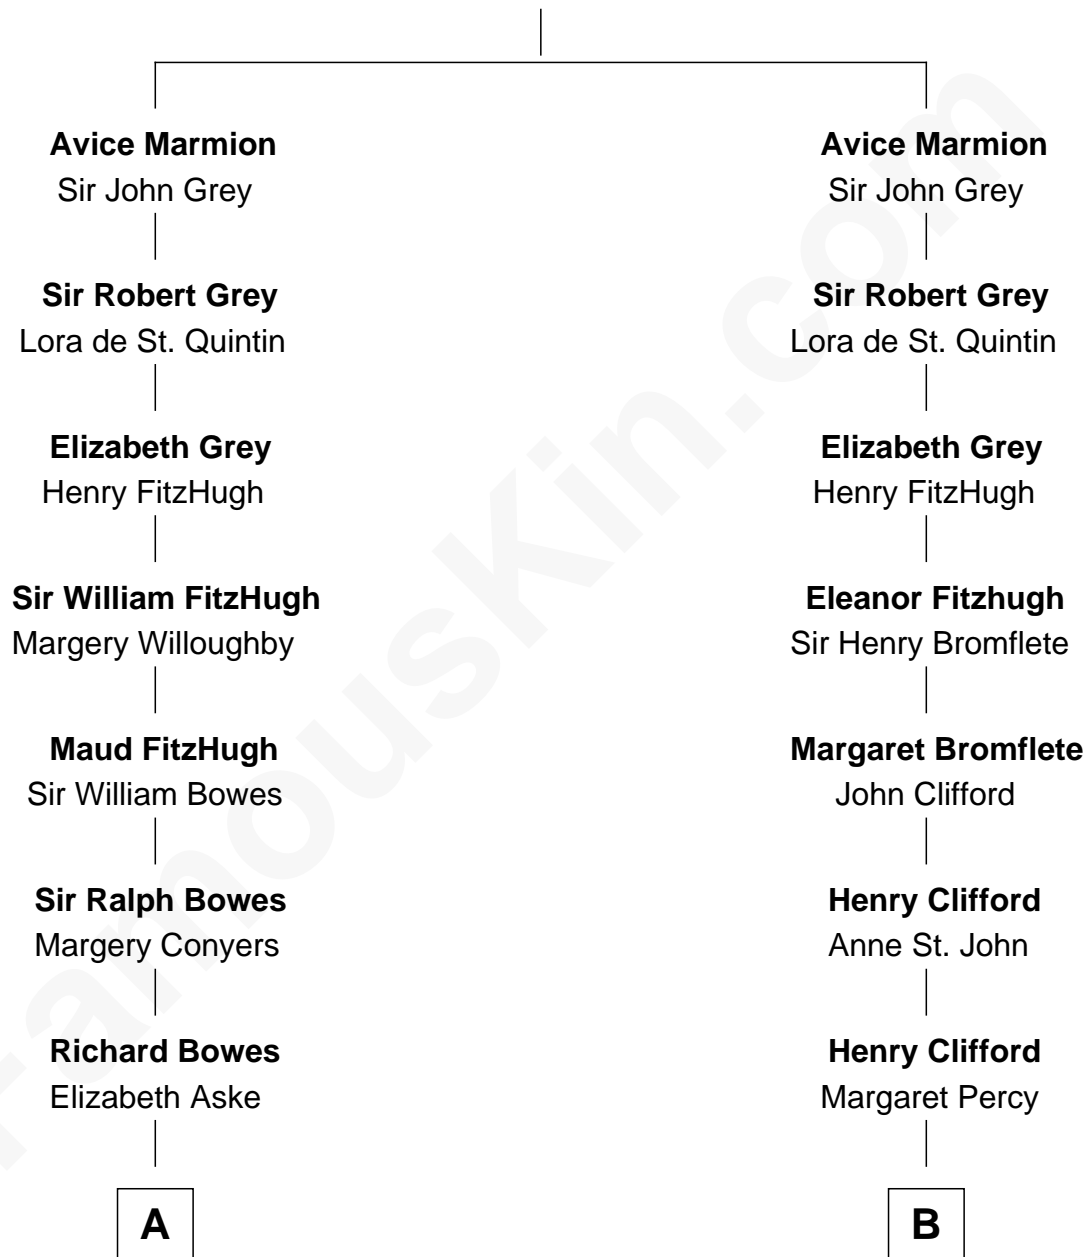 Avice Marmion
Sir John Grey
Sir Robert Grey
Lora de St. Quintin
Elizabeth Grey
Henry FitzHugh
Sir William FitzHugh
Margery Willoughby
Maud FitzHugh
Sir William Bowes
Sir Ralph Bowes
Margery Conyers
Richard Bowes
Elizabeth Aske
A
Avice Marmion
Sir John Grey
Sir Robert Grey
Lora de St. Quintin
Elizabeth Grey
Henry FitzHugh
Eleanor Fitzhugh
Sir Henry Bromflete
Margaret Bromflete
John Clifford
Henry Clifford
Anne St. John
Henry Clifford
Margaret Percy
B
FamousKin.com